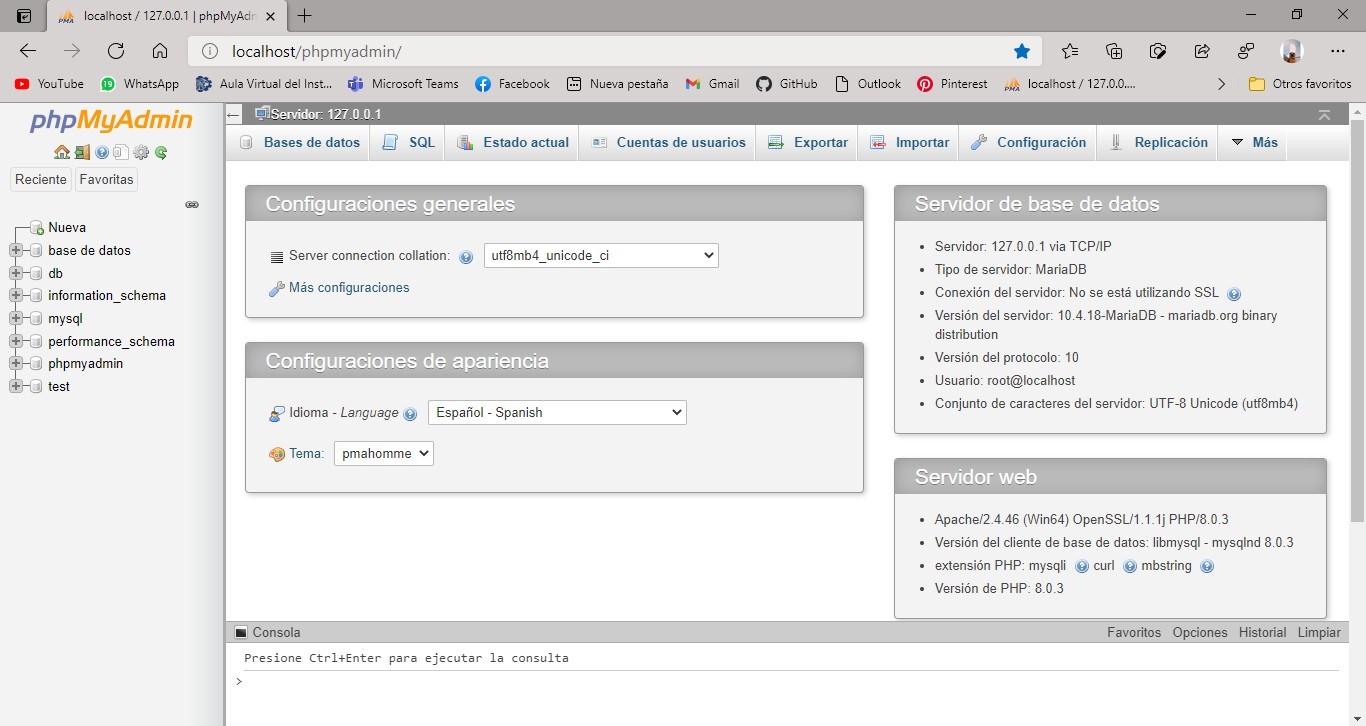 localhost / 127.0.0.1 | phpMyAdn
localhost/phpmyadmin/
YouTube WhatsApp Aula Virtual del Inst... Microsoft Teams Facebook Nueva pestaña Gmail GitHub Outlook Pinterest localhost / 127.0.0.... Otros favoritos
phpMyAdmin
Reciente Favoritas
Nueva
base de datos
db
information_schema
mysql
performance_schema
phpmyadmin
test
Servidor: 127.0.0.1
Bases de datos SQL Estado actual Cuentas de usuarios Exportar Importar Configuración Replicación Más
Configuraciones generales
Server connection collation: utf8mb4_unicode_ci
Más configuraciones
Configuraciones de apariencia
Idioma - Language Español - Spanish
Tema: pmahomme
Servidor de base de datos
Servidor: 127.0.0.1 via TCP/IP
Tipo de servidor: MariaDB
Conexión del servidor: No se está utilizando SSL
Versión del servidor: 10.4.18-MariaDB - mariadb.org binary
distribution
Versión del protocolo: 10
Usuario: root@localhost
Conjunto de caracteres del servidor: UTF-8 Unicode (utf8mb4)
Servidor web
Apache/2.4.46 (Win64) OpenSSL/1.1.1j PHP/8.0.3
Versión del cliente de base de datos: libmysql - mysqlnd 8.0.3
extensión PHP: mysqli curl mbstring
Versión de PHP: 8.0.3
Consola Favoritos Opciones Historial Limpiar
Presione Ctrl+Enter para ejecutar la consulta
>